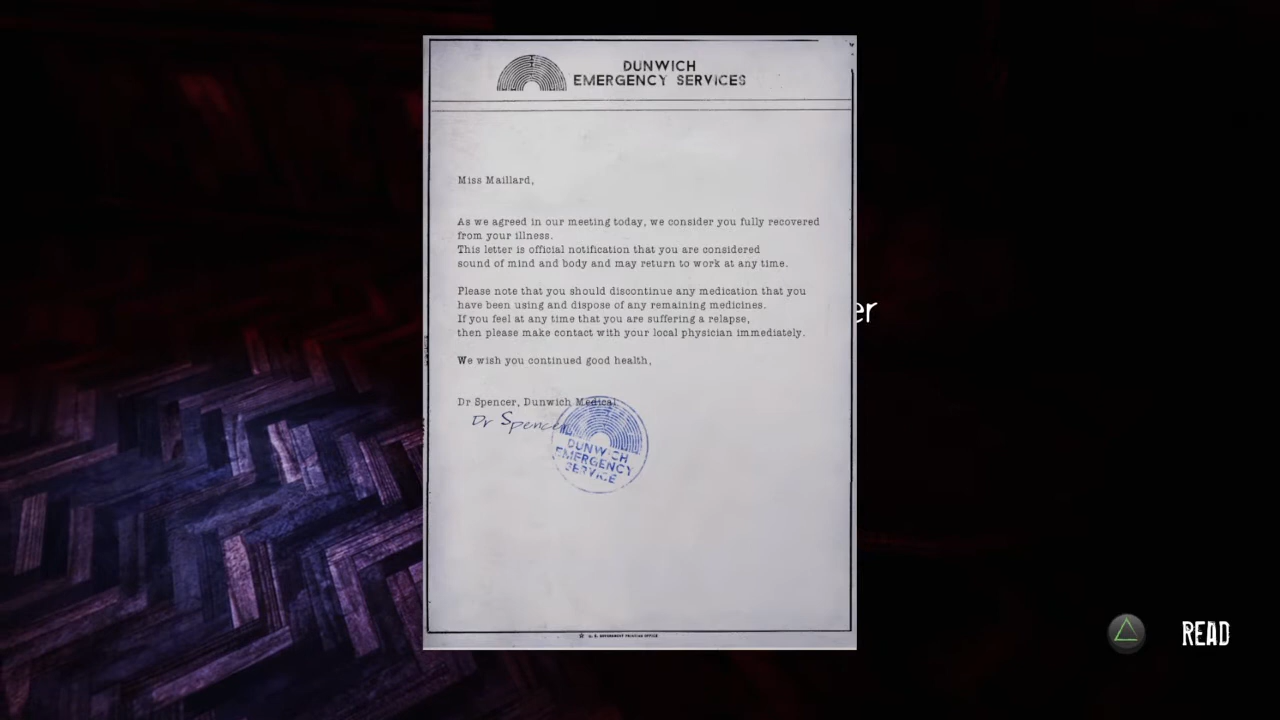 DUNWICH
EMERGENCY SERVICES
Miss Maillard,
As we agreed in our meeting today, we consider you fully recovered
from your illness.
This letter is official notification that you are considered
sound of mind and body and may return to work at any time.
Please note that you should discontinue any medication that you
have been using and dispose of any remaining medicines.
If you feel at any time that you are suffering a relapse,
then please make contact with your local physician immediately.
We wish you continued good health,
Dr Spencer, Dunwich Medical
Dr Spencer
DUNWICH
EMERGENCY
SERVICE
U. S. GOVERNMENT PRINTING OFFICE
er
READ